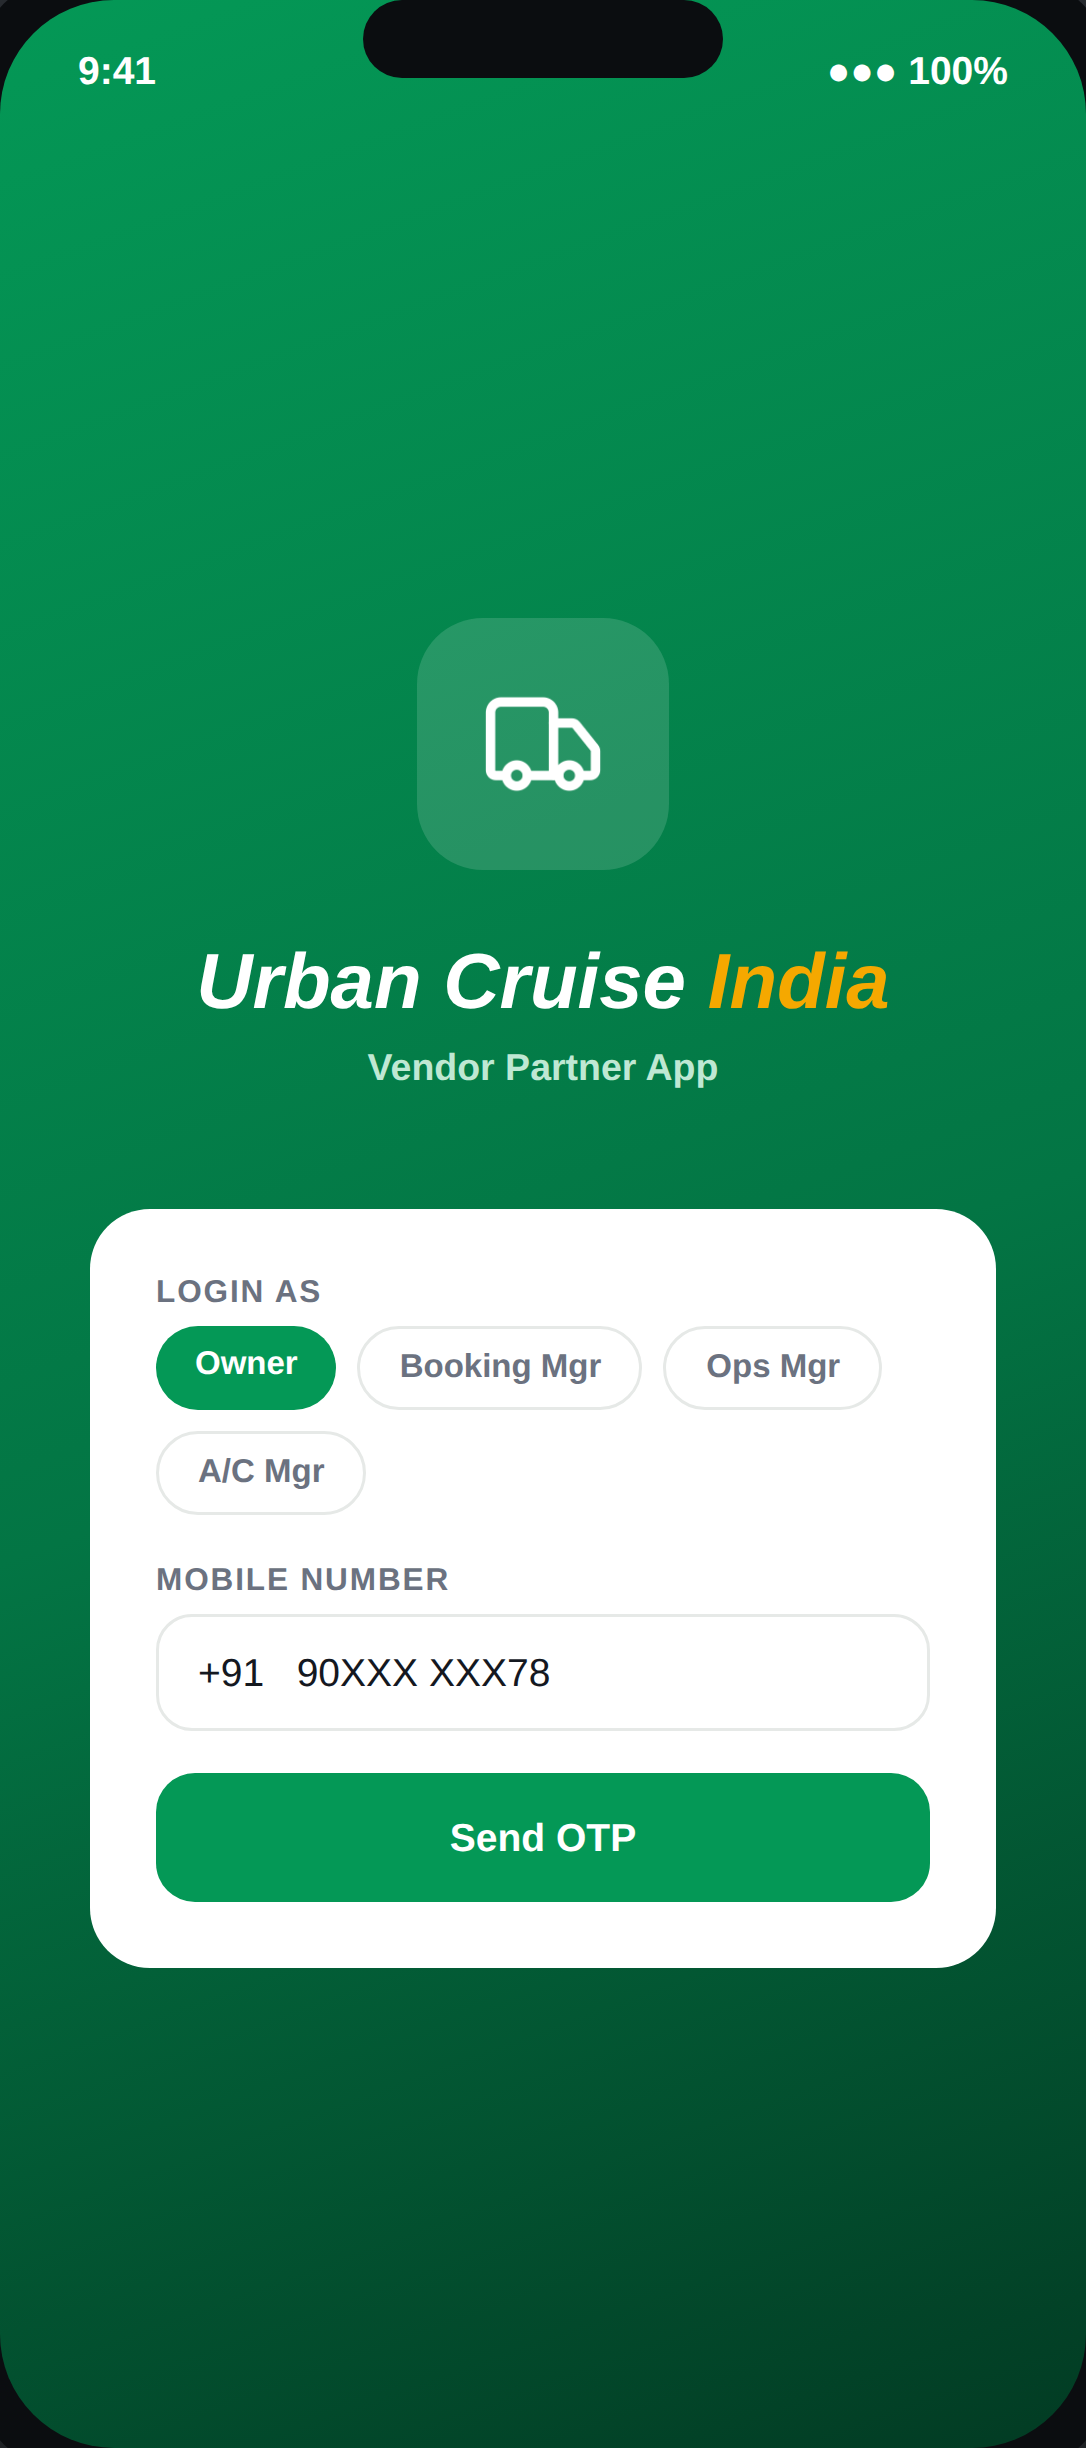 9:41
●●● 100%
Urban Cruise India
Vendor Partner App
LOGIN AS
Owner
Booking Mgr
Ops Mgr
A/C Mgr
MOBILE NUMBER
+91 90XXX XXX78
Send OTP